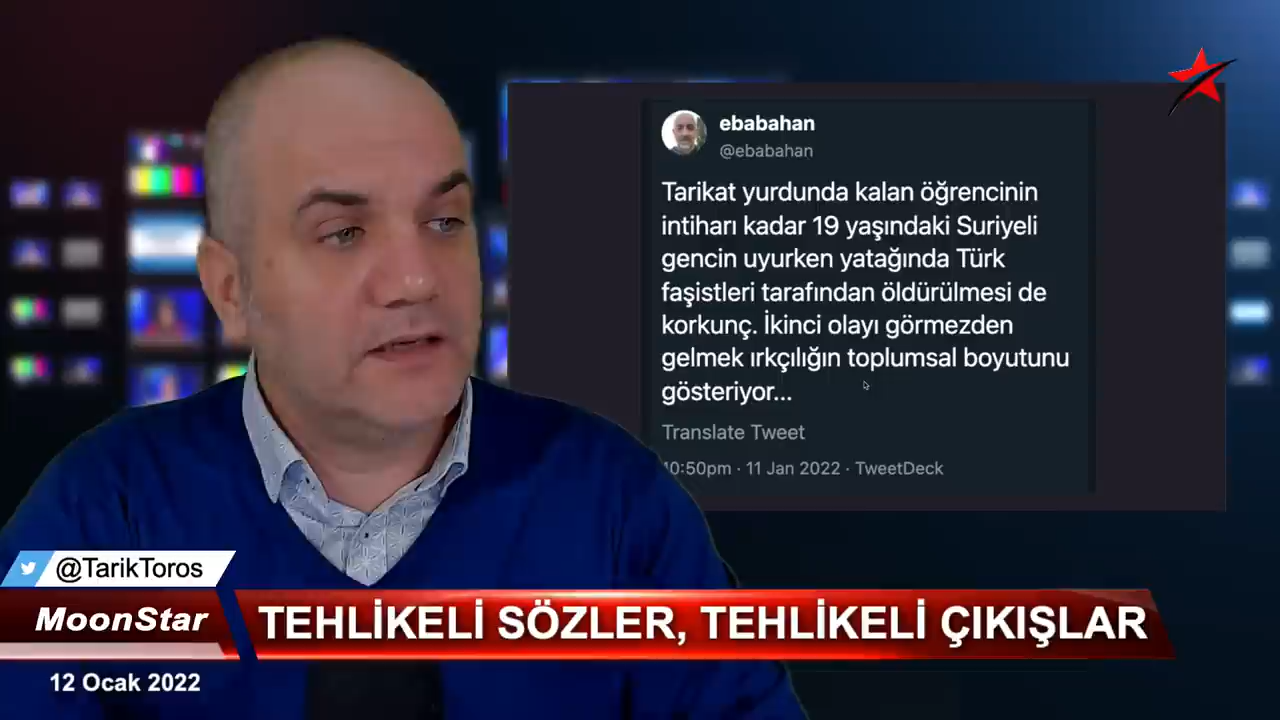 ebabahan
@ebabahan
Tarikat yurdunda kalan öğrencinin
intiharı kadar 19 yaşındaki Suriyeli
gencin uyurken yatağında Türk
faşistleri tarafından öldürülmesi de
korkunç. İkinci olayı görmezden
gelmek ırkçılığın toplumsal boyutunu
gösteriyor...
Translate Tweet
10:50pm · 11 Jan 2022 · TweetDeck
@TarikToros
MoonStar
TEHLİKELİ SÖZLER, TEHLİKELİ ÇIKIŞLAR
12 Ocak 2022